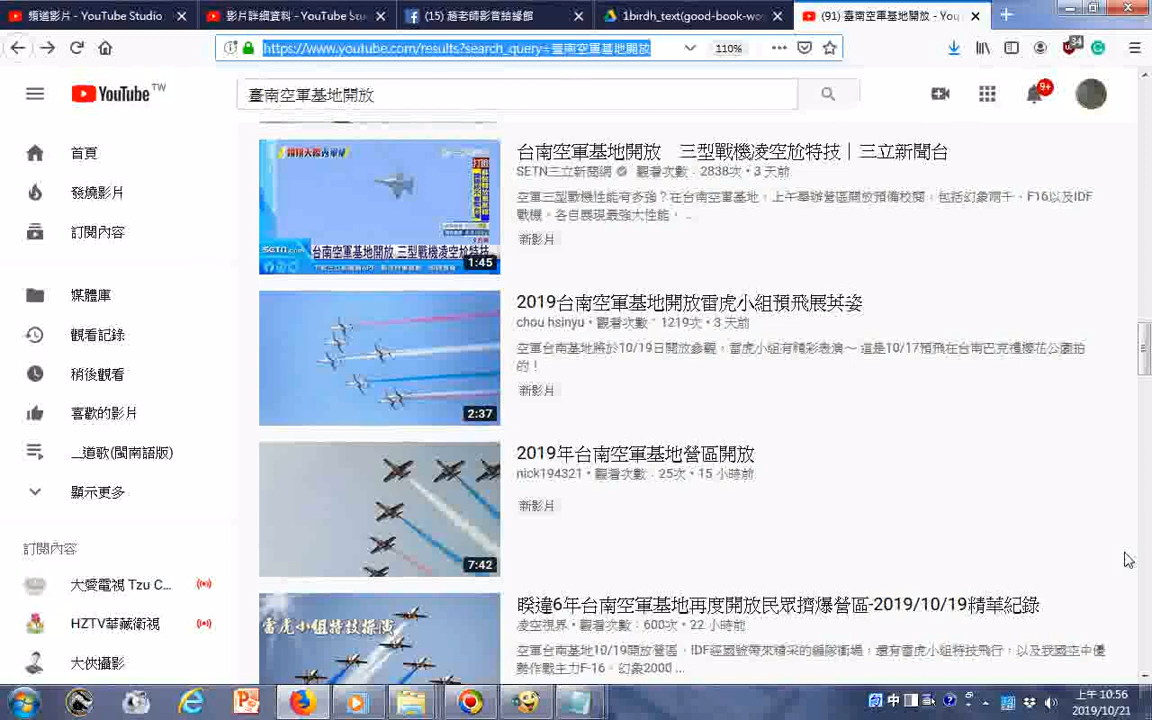 頻道影片 - YouTube Studio
影片詳細資料 - YouTube S
(15) 趙老師影音結緣館
1birdh_text(good-book-w
(91) 臺南空軍基地開放 - You
https://www.youtube.com/results?search_query=臺南空軍基地開放
110%
34
YouTube TW
臺南空軍基地開放
9+
首頁
發燒影片
訂閱內容
媒體庫
觀看記錄
稍後觀看
喜歡的影片
二道歌(閩南語版)
顯示更多
訂閱內容
大愛電視 Tzu C...
HZTV華藏衛視
大俠攝影
台南空軍基地開放 三型戰機凌空尬特技
1:45
台南空軍基地開放 三型戰機凌空尬特技｜三立新聞台
SETN三立新聞網 • 觀看次數：2838次 • 3 天前
空軍三型戰機性能有多強？在台南空軍基地，上午舉辦營區開放預備校閱，包括幻象兩千、F16以及IDF
戰機。各自展現最強大性能， ...
新影片
2:37
2019台南空軍基地開放雷虎小組預飛展英姿
chou hsinyu • 觀看次數：1219次 • 3 天前
空軍台南基地將於10/19日開放參觀，雷虎小組有精彩表演～ 這是10/17預飛在台南巴克禮櫻花公園拍
的！
新影片
7:42
2019年台南空軍基地營區開放
nick194321 • 觀看次數：25次 • 15 小時前
新影片
雷虎小組特技操演
睽違6年台南空軍基地再度開放民眾擠爆營區-2019/10/19精華紀錄
凌空視界 • 觀看次數：600次 • 22 小時前
空軍台南基地10/19開放營區，IDF經國號帶來精采的編隊衝場，還有雷虎小組特技飛行，以及我國空中優
勢作戰主力F-16、幻象2000 ...
中
上午 10:56
2019/10/21